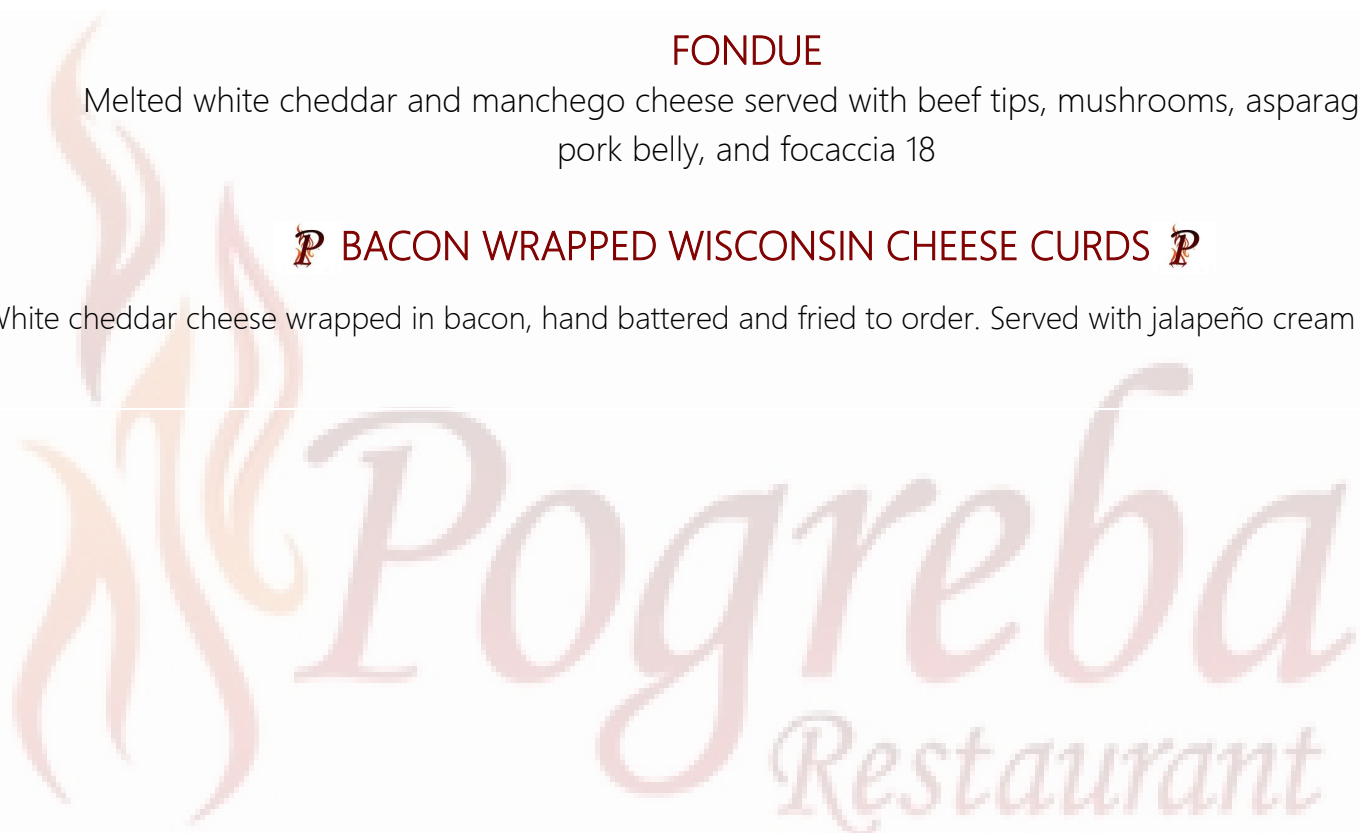 FONDUE
Melted white cheddar and manchego cheese served with beef tips, mushrooms, asparag
pork belly, and focaccia 18
P BACON WRAPPED WISCONSIN CHEESE CURDS P
White cheddar cheese wrapped in bacon, hand battered and fried to order. Served with jalapeño cream
Pogreba
Restaurant